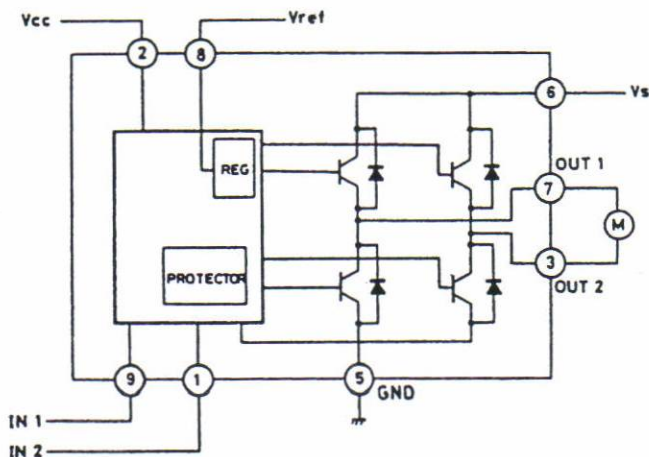 Vcc
Vref
2
8
6
Vs
REG
OUT 1
7
M
PROTECTOR
3
OUT 2
9
1
5
GND
IN 1
IN 2